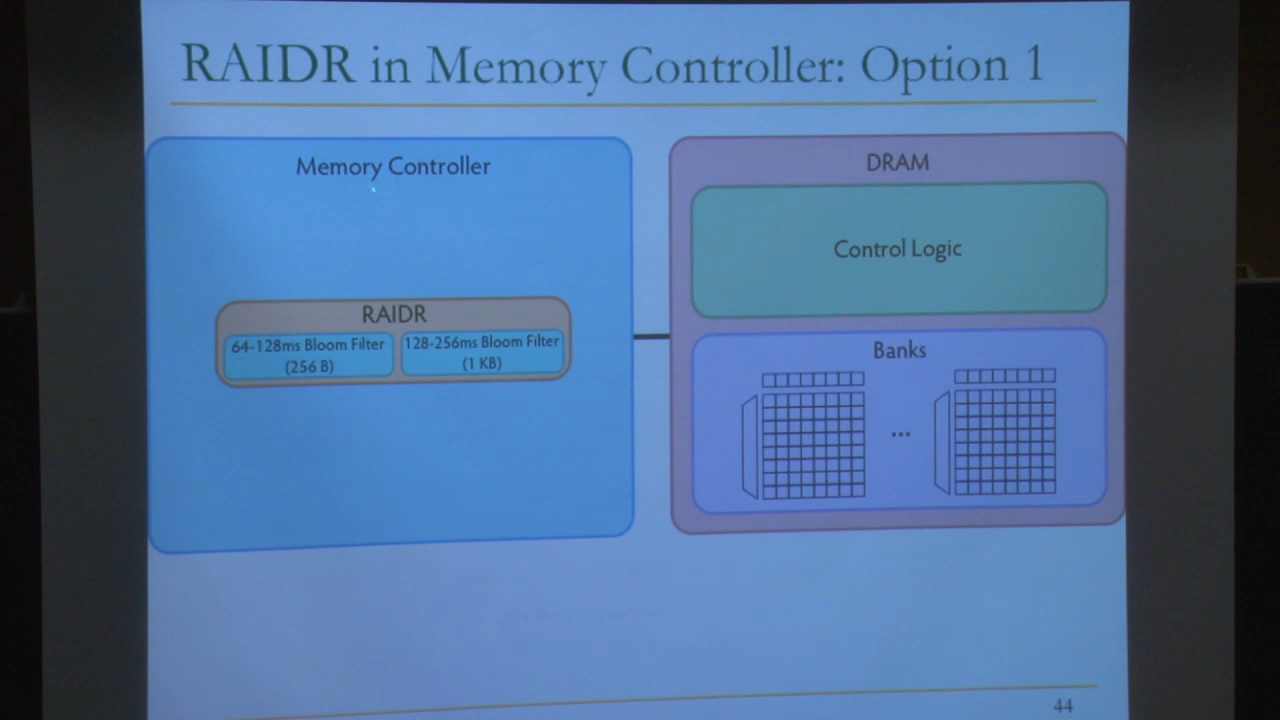 RAIDR in Memory Controller: Option 1
Memory Controller
RAIDR
64-128ms Bloom Filter
(256 B)
128-256ms Bloom Filter
(1 KB)
DRAM
Control Logic
Banks
...
44